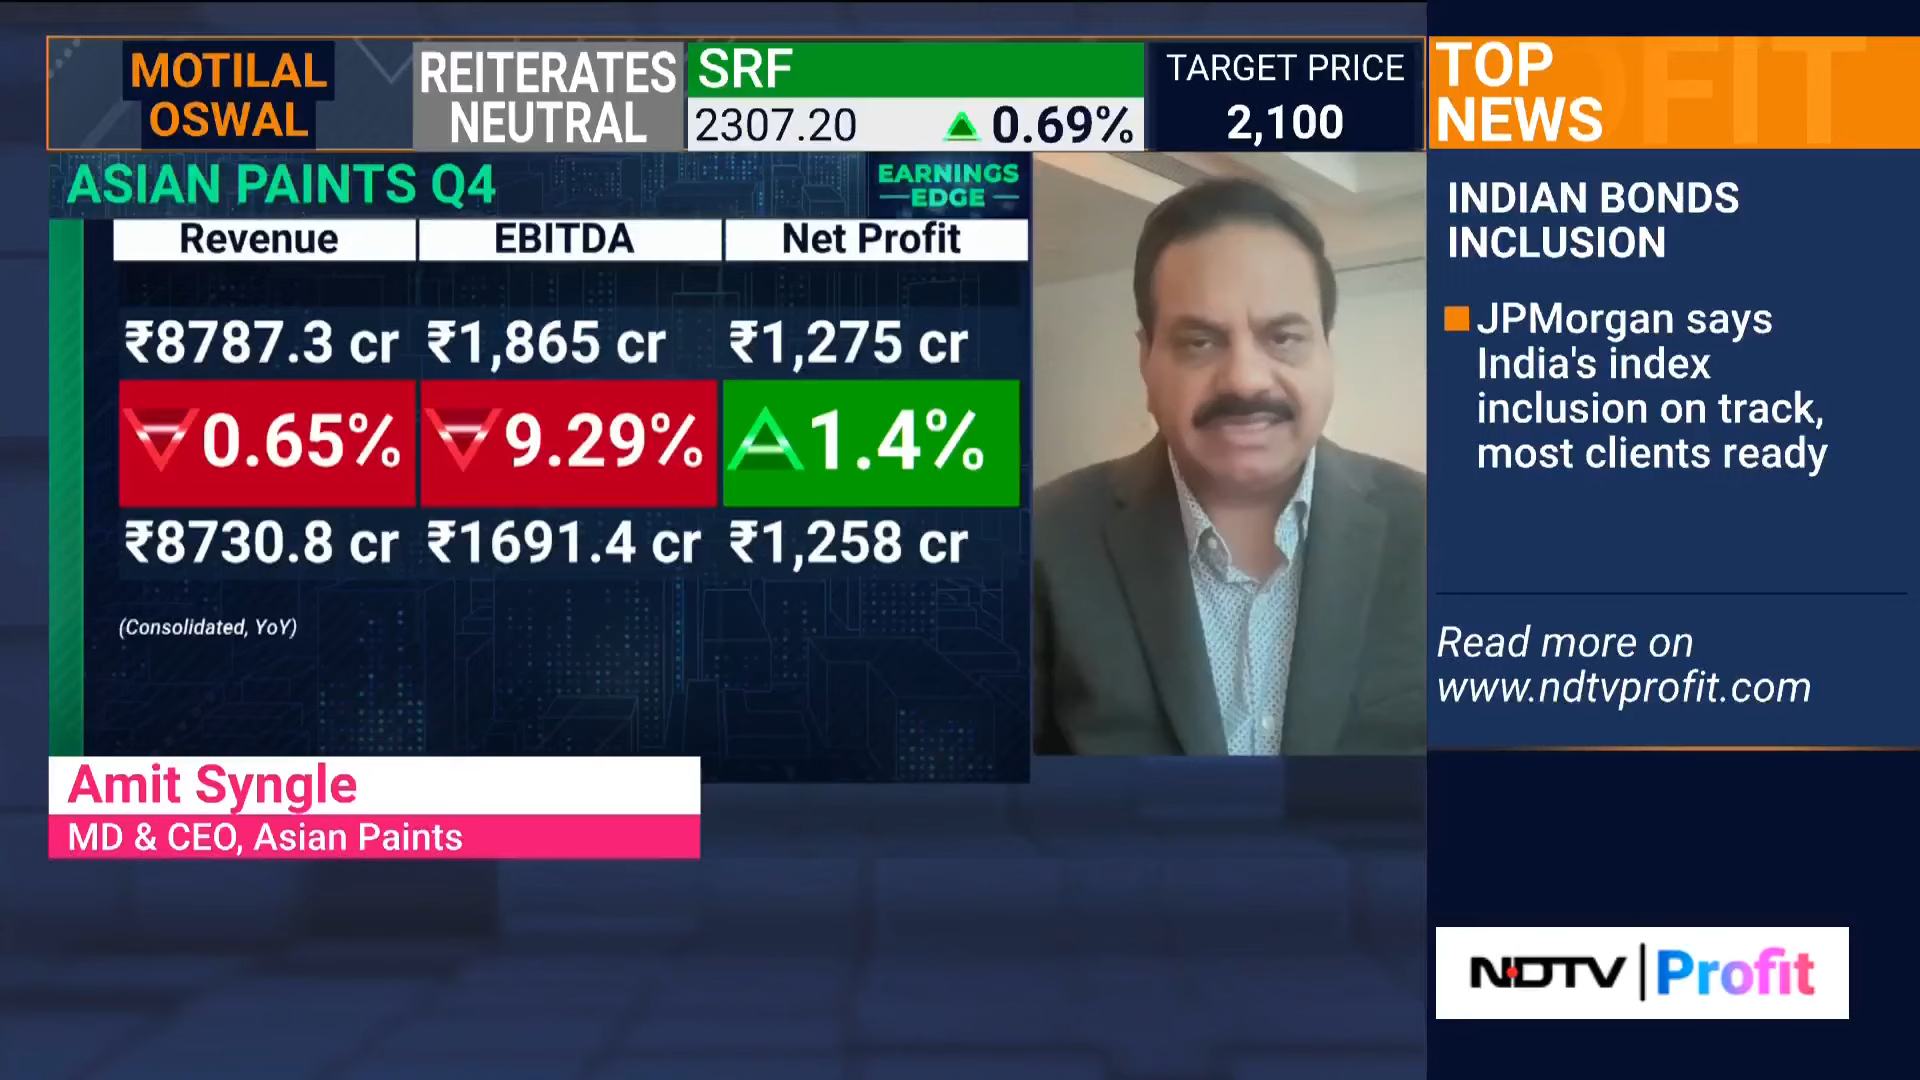 MOTILAL
OSWAL
REITERATES
NEUTRAL
SRF
2307.20 0.69%
TARGET PRICE
2,100
TOP
NEWS
ASIAN PAINTS Q4
EARNINGS
EDGE
Revenue EBITDA Net Profit
₹8787.3 cr ₹1,865 cr ₹1,275 cr
0.65% 9.29% 1.4%
₹8730.8 cr ₹1691.4 cr ₹1,258 cr
(Consolidated, YoY)
Amit Syngle
MD & CEO, Asian Paints
INDIAN BONDS
INCLUSION
JPMorgan says
India's index
inclusion on track,
most clients ready
Read more on
www.ndtvprofit.com
NDTV | Profit